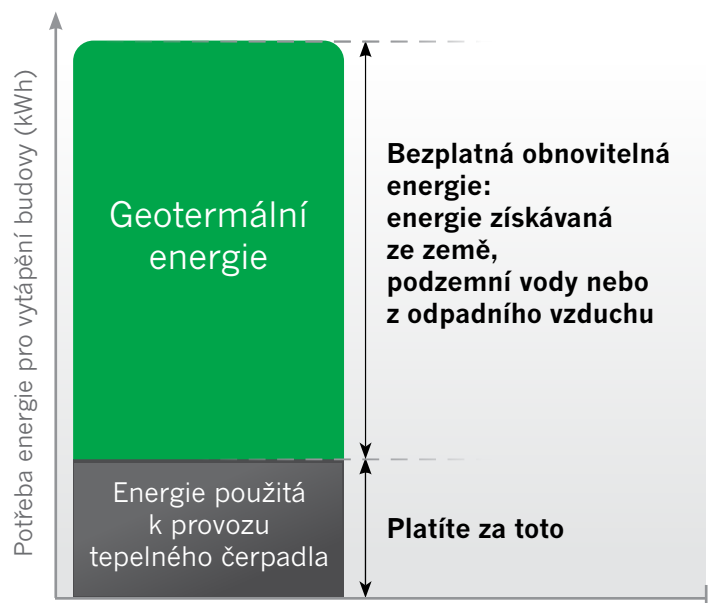 Potřeba energie pro vytápění budovy (kWh)
Geotermální
energie
Bezplatná obnovitelná
energie:
energie získávaná
ze země,
podzemní vody nebo
z odpadního vzduchu
Energie použitá
k provozu
tepelného čerpadla
Platíte za toto